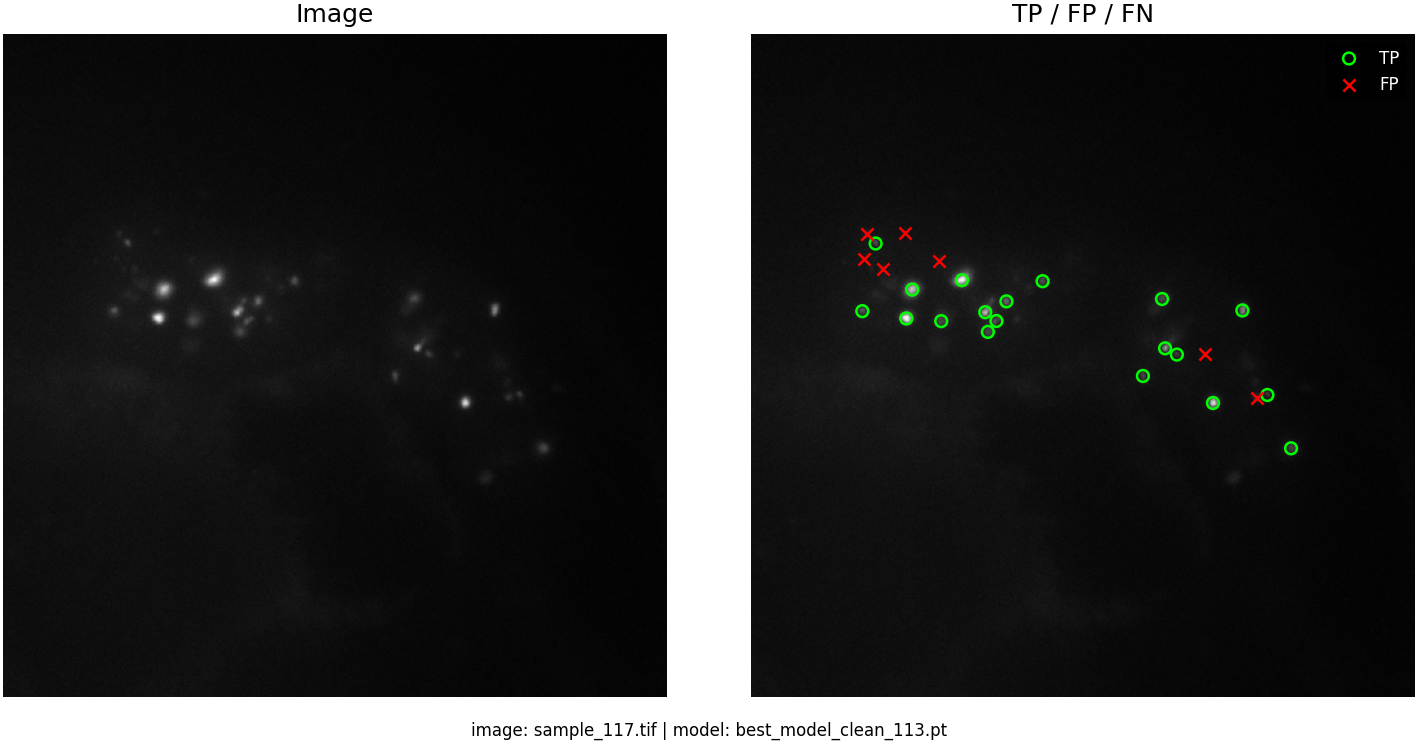 Image
TP / FP / FN
TP
FP
image: sample_117.tif | model: best_model_clean_113.pt